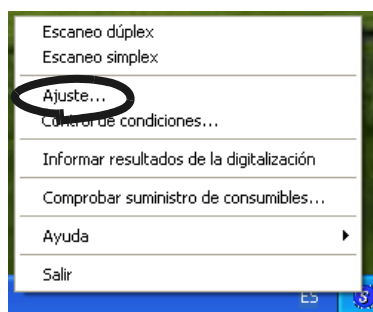 Escaneo dúplex
Escaneo simplex
Ajuste...
Control de condiciones...
Informar resultados de la digitalización
Comprobar suministro de consumibles...
Ayuda
Salir
ES
S